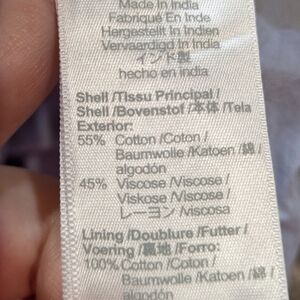 Made In India
Fabriqué En Inde
Hergestellt In Indien
Vervaardigd In India
インド製
hecho en india
Shell /Tissu Principal /
Shell /Bovenstof /本体 /Tela
Exterior:
55% Cotton /Coton /
Baumwolle /Katoen /綿 /
algodón
45% Viscose /Viscose /
Viskose /Viscose /
レーヨン /viscosa
Lining /Doublure /Futter /
Voering /裏地 /Forro:
100% Cotton /Coton /
Baumwolle /Katoen /綿 /
algodón